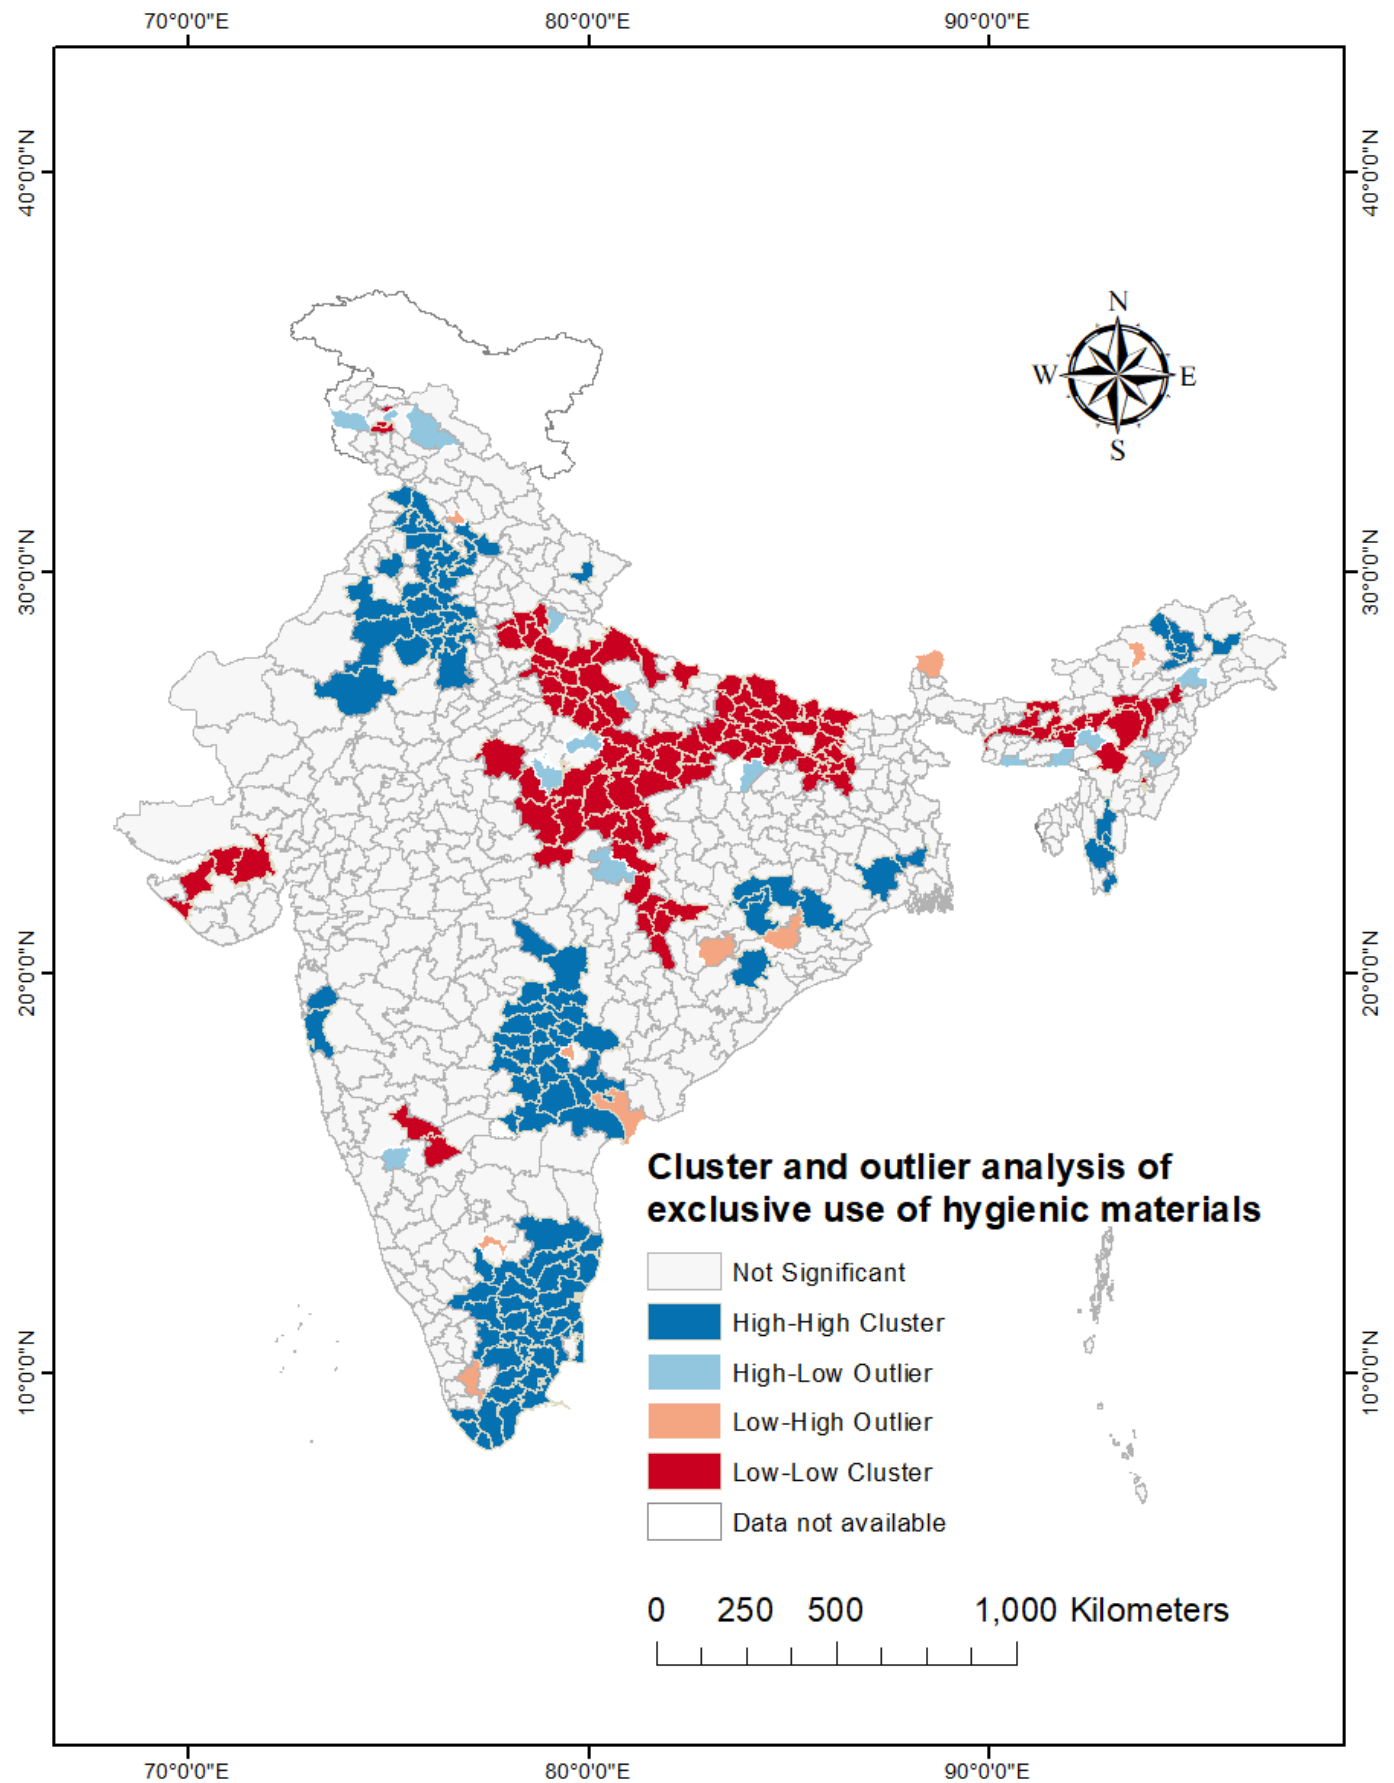 70°0'0"E 80°0'0"E 90°0'0"E
40°0'0"N 40°0'0"N
N
W E
S
30°0'0"N 30°0'0"N
20°0'0"N 20°0'0"N
Cluster and outlier analysis of
exclusive use of hygienic materials
Not Significant
High-High Cluster
High-Low Outlier
Low-High Outlier
Low-Low Cluster
Data not available
10°0'0"N 10°0'0"N
0 250 500 1,000 Kilometers
70°0'0"E 80°0'0"E 90°0'0"E